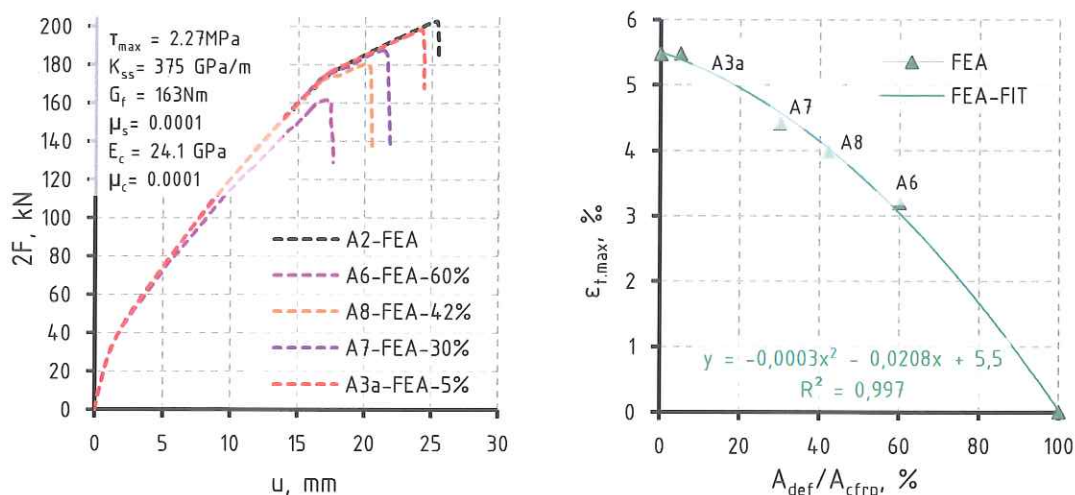 200
180
160
140
120
100
80
60
40
20
0
2F, kN
τmax = 2.27MPa
Kss= 375 GPa/m
Gf = 163Nm
μs= 0.0001
Ec= 24.1 GPa
μc= 0.0001
A2-FEA
A6-FEA-60%
A8-FEA-42%
A7-FEA-30%
A3a-FEA-5%
0 5 10 15 20 25 30
u, mm
6
5
4
3
2
1
0
εt.max, ‰
A3a
A7
A8
A6
FEA
FEA-FIT
y = -0,0003x² - 0,0208x + 5,5
R² = 0,997
0 20 40 60 80 100
Adef/Acfrp, %